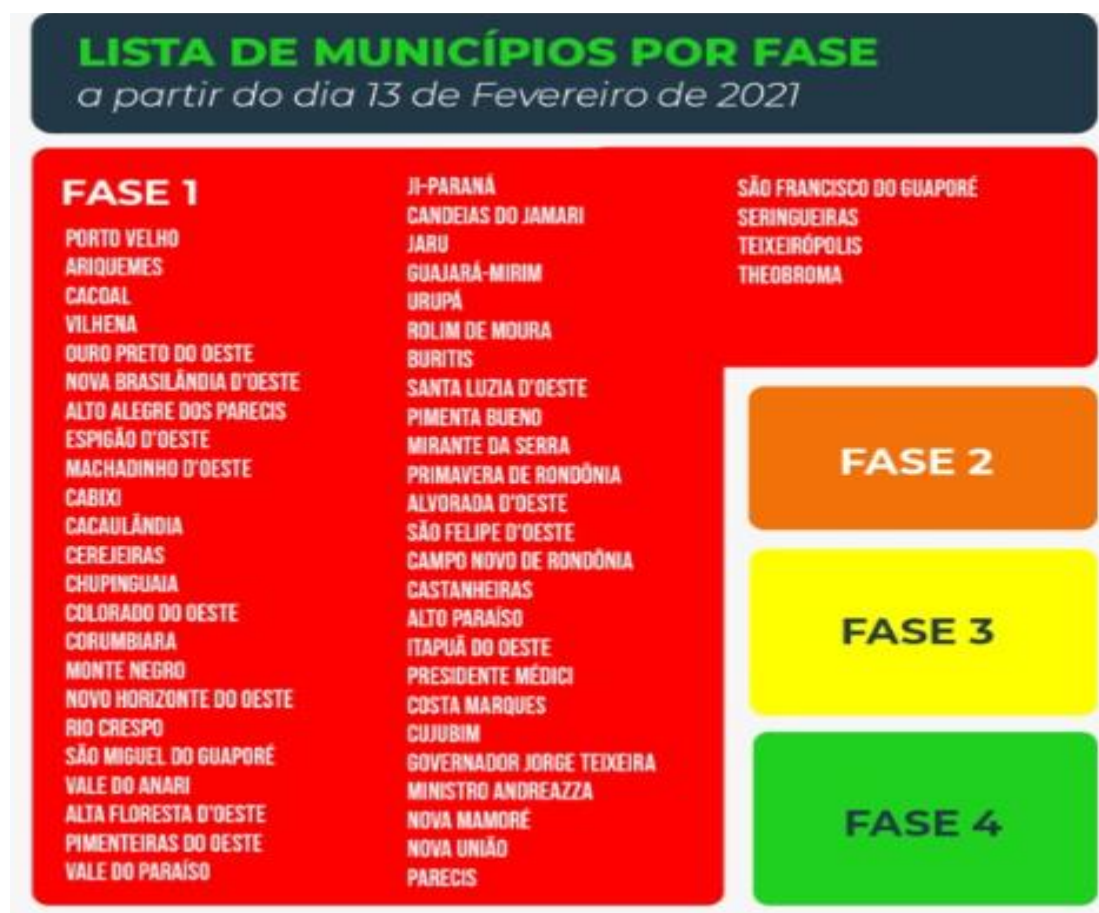 LISTA DE MUNICÍPIOS POR FASE
a partir do dia 13 de Fevereiro de 2021
FASE 1
PORTO VELHO
ARIQUEMES
CACOAL
VILHENA
OURO PRETO DO OESTE
NOVA BRASILÂNDIA D'OESTE
ALTO ALEGRE DOS PARECIS
ESPIGÃO D'OESTE
MACHADINHO D'OESTE
CABIXI
CACAULÂNDIA
CEREJEIRAS
CHUPINGUAIA
COLORADO DO OESTE
CORUMBIARA
MONTE NEGRO
NOVO HORIZONTE DO OESTE
RIO CRESPO
SÃO MIGUEL DO GUAPORÉ
VALE DO ANARI
ALTA FLORESTA D'OESTE
PIMENTEIRAS DO OESTE
VALE DO PARAÍSO
JI-PARANÁ
CANDEIAS DO JAMARI
JARU
GUAJARÁ-MIRIM
URUPÁ
ROLIM DE MOURA
BURITIS
SANTA LUZIA D'OESTE
PIMENTA BUENO
MIRANTE DA SERRA
PRIMAVERA DE RONDÔNIA
ALVORADA D'OESTE
SÃO FELIPE D'OESTE
CAMPO NOVO DE RONDÔNIA
CASTANHEIRAS
ALTO PARAÍSO
ITAPUÃ DO OESTE
PRESIDENTE MÉDICI
COSTA MARQUES
CUJUBIM
GOVERNADOR JORGE TEIXEIRA
MINISTRO ANDREAZZA
NOVA MAMORÉ
NOVA UNIÃO
PARECIS
SÃO FRANCISCO DO GUAPORÉ
SERINGUEIRAS
TEIXEIRÓPOLIS
THEOBROMA
FASE 2
FASE 3
FASE 4